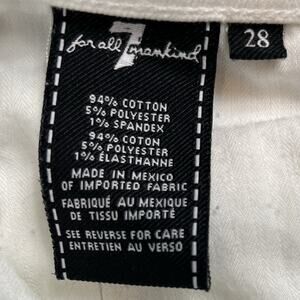 7
for all mankind
28
94% COTTON
5% POLYESTER
1% SPANDEX
94% COTON
5% POLYESTER
1% ÉLASTHANNE
MADE IN MEXICO
OF IMPORTED FABRIC
FABRIQUÉ AU MEXIQUE
DE TISSU IMPORTÉ
SEE REVERSE FOR CARE
ENTRETIEN AU VERSO